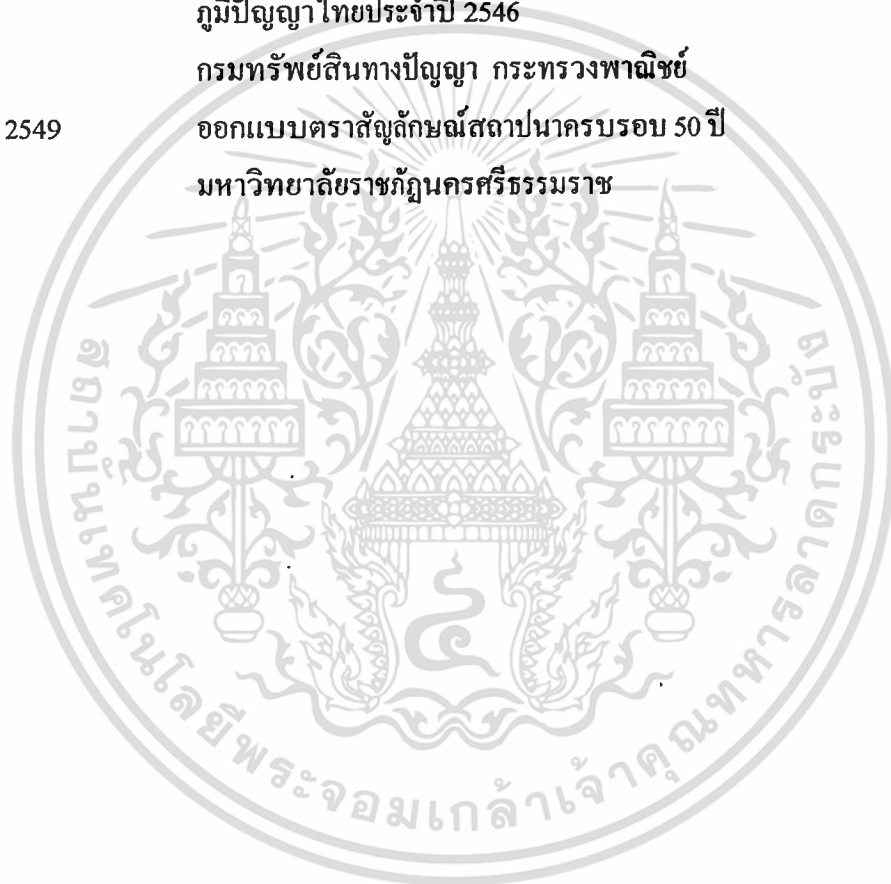 ภูมิปัญญาไทยประจำปี 2546
กรมทรัพย์สินทางปัญญา กระทรวงพาณิชย์
2549 ออกแบบตราสัญลักษณ์สถาปนาครบรอบ 50 ปี
มหาวิทยาลัยราชภัฏนครศรีธรรมราช
สถาบันเทคโนโลยีพระจอมเกล้าเจ้าคุณทหารลาดกระบัง
๔